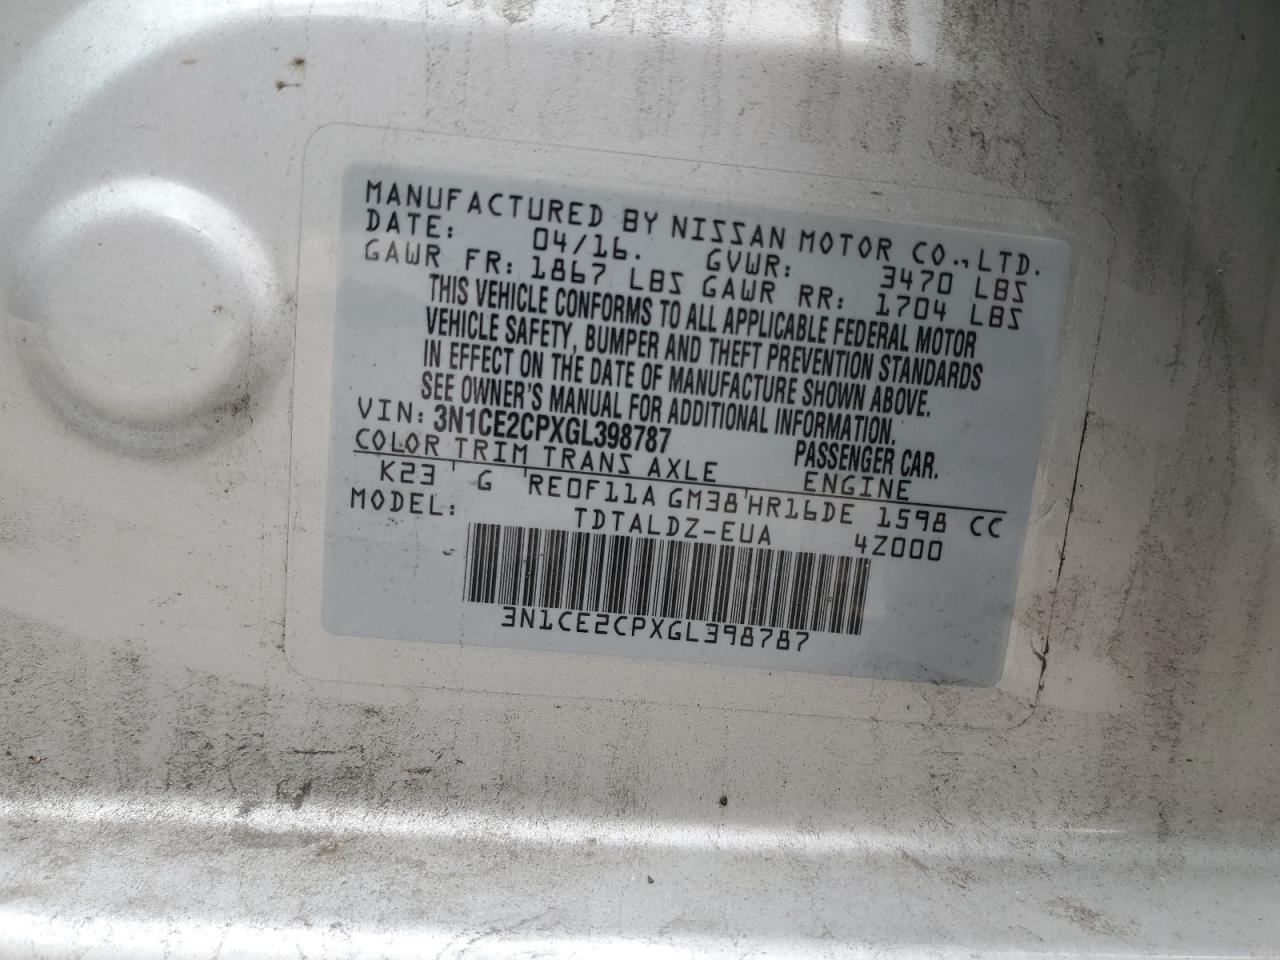 MANUFACTURED BY NISSAN MOTOR CO.,LTD.
DATE: 04/16. GVWR: 3470 LBS
GAWR FR: 1867 LBS GAWR RR: 1704 LBS
THIS VEHICLE CONFORMS TO ALL APPLICABLE FEDERAL MOTOR
VEHICLE SAFETY, BUMPER AND THEFT PREVENTION STANDARDS
IN EFFECT ON THE DATE OF MANUFACTURE SHOWN ABOVE.
SEE OWNER'S MANUAL FOR ADDITIONAL INFORMATION.
VIN: 3N1CE2CPXGL398787 PASSENGER CAR.
COLOR TRIM TRANS AXLE ENGINE
K23 ' G ' RE0F11A GM38'HR16DE 1598 CC
MODEL: TDTALDZ-EUA 4Z000
3N1CE2CPXGL398787